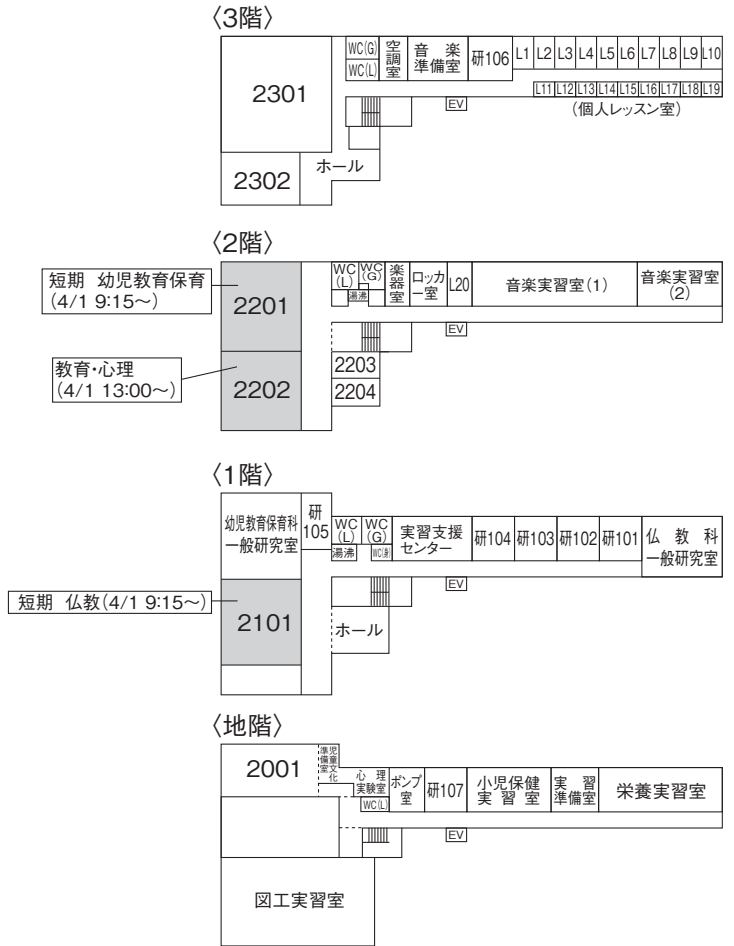 〈3階〉
2301
2302
WC(G)
WC(L)
空調室
音楽
準備室
研106
L1 L2 L3 L4 L5 L6 L7 L8 L9 L10
L11 L12 L13 L14 L15 L16 L17 L18 L19
(個人レッスン室)
EV
ホール
〈2階〉
短期 幼児教育保育
(4/1 9:15〜)
2201
教育・心理
(4/1 13:00〜)
2202
WC
(L)
WC
(G)
湯沸
楽器室
ロッカ
ー室
L20
音楽実習室(1)
音楽実習室
(2)
EV
2203
2204
〈1階〉
幼児教育保育科
一般研究室
研
105
WC
(L)
WC
(G)
湯沸
WC(身)
実習支援
センター
研104
研103
研102
研101
仏教科
一般研究室
EV
短期 仏教(4/1 9:15〜)
2101
ホール
〈地階〉
2001
児童文化
準備室
心理
実験室
WC(L)
ポンプ
室
研107
小児保健
実習室
実習
準備室
栄養実習室
EV
図工実習室